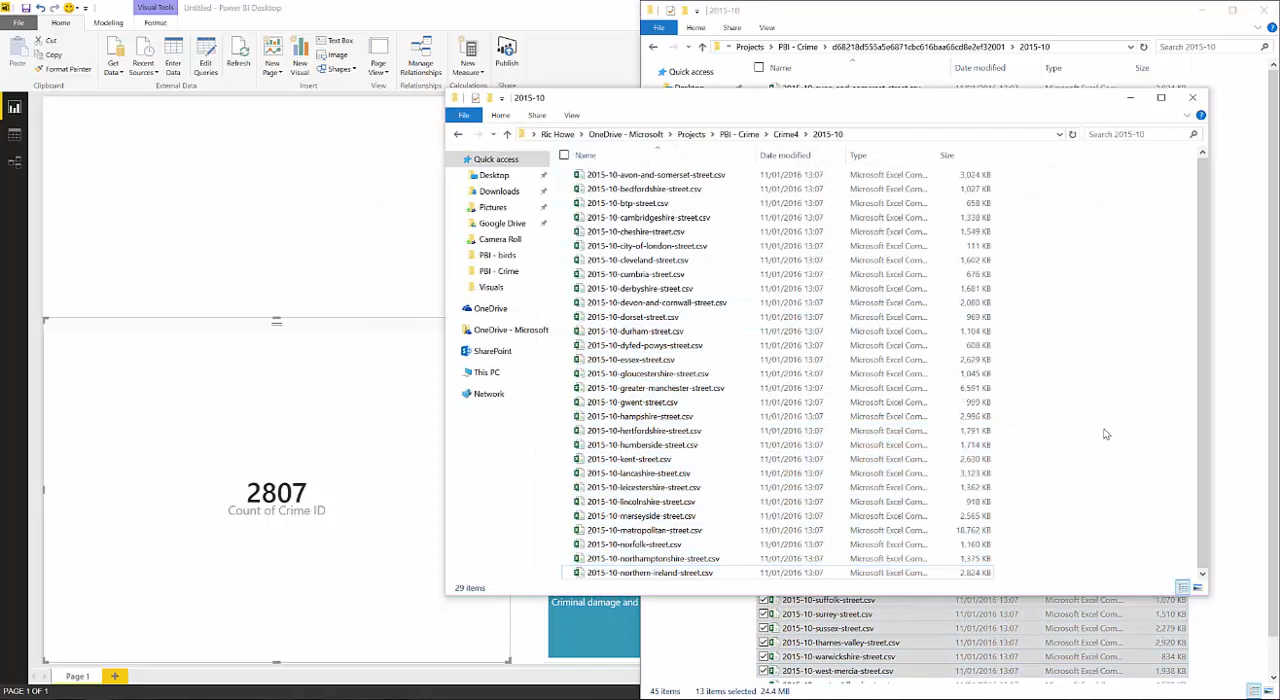 Visual Tools
Untitled - Power BI Desktop
File
Home
Modeling
Format
Cut
Copy
Format Painter
Paste
Get Data
Recent Sources
Enter Data
Edit Queries
Refresh
New Page
New Visual
Text Box
Image
Shapes
Page View
Manage Relationships
New Measure
Publish
Clipboard
External Data
Insert
View
Relationships
Calculations
Share
2807
Count of Crime ID
Criminal damage and
Page 1
PAGE 1 OF 1
2015-10
File
Home
Share
View
Projects
PBI - Crime
d68218d555a5e6871cbc616baa66cd8e2ef32001
2015-10
Search 2015-10
Quick access
Name
Date modified
Type
Size
2015-10
File
Home
Share
View
Ric Howe
OneDrive - Microsoft
Projects
PBI - Crime
Crime4
2015-10
Search 2015-10
Quick access
Desktop
Downloads
Pictures
Google Drive
Camera Roll
PBI - birds
PBI - Crime
Visuals
OneDrive
OneDrive - Microsoft
SharePoint
This PC
Network
Name Date modified Type Size
2015-10-avon-and-somerset-street.csv 11/01/2016 13:07 Microsoft Excel Com... 3,024 KB
2015-10-bedfordshire-street.csv 11/01/2016 13:07 Microsoft Excel Com... 1,027 KB
2015-10-btp-street.csv 11/01/2016 13:07 Microsoft Excel Com... 658 KB
2015-10-cambridgeshire-street.csv 11/01/2016 13:07 Microsoft Excel Com... 1,338 KB
2015-10-cheshire-street.csv 11/01/2016 13:07 Microsoft Excel Com... 1,549 KB
2015-10-city-of-london-street.csv 11/01/2016 13:07 Microsoft Excel Com... 111 KB
2015-10-cleveland-street.csv 11/01/2016 13:07 Microsoft Excel Com... 1,602 KB
2015-10-cumbria-street.csv 11/01/2016 13:07 Microsoft Excel Com... 676 KB
2015-10-derbyshire-street.csv 11/01/2016 13:07 Microsoft Excel Com... 1,681 KB
2015-10-devon-and-cornwall-street.csv 11/01/2016 13:07 Microsoft Excel Com... 2,080 KB
2015-10-dorset-street.csv 11/01/2016 13:07 Microsoft Excel Com... 969 KB
2015-10-durham-street.csv 11/01/2016 13:07 Microsoft Excel Com... 1,104 KB
2015-10-dyfed-powys-street.csv 11/01/2016 13:07 Microsoft Excel Com... 608 KB
2015-10-essex-street.csv 11/01/2016 13:07 Microsoft Excel Com... 2,629 KB
2015-10-gloucestershire-street.csv 11/01/2016 13:07 Microsoft Excel Com... 1,045 KB
2015-10-greater-manchester-street.csv 11/01/2016 13:07 Microsoft Excel Com... 6,591 KB
2015-10-gwent-street.csv 11/01/2016 13:07 Microsoft Excel Com... 999 KB
2015-10-hampshire-street.csv 11/01/2016 13:07 Microsoft Excel Com... 2,996 KB
2015-10-hertfordshire-street.csv 11/01/2016 13:07 Microsoft Excel Com... 1,791 KB
2015-10-humberside-street.csv 11/01/2016 13:07 Microsoft Excel Com... 1,714 KB
2015-10-kent-street.csv 11/01/2016 13:07 Microsoft Excel Com... 2,630 KB
2015-10-lancashire-street.csv 11/01/2016 13:07 Microsoft Excel Com... 3,123 KB
2015-10-leicestershire-street.csv 11/01/2016 13:07 Microsoft Excel Com... 1,362 KB
2015-10-lincolnshire-street.csv 11/01/2016 13:07 Microsoft Excel Com... 918 KB
2015-10-merseyside-street.csv 11/01/2016 13:07 Microsoft Excel Com... 2,565 KB
2015-10-metropolitan-street.csv 11/01/2016 13:07 Microsoft Excel Com... 18,762 KB
2015-10-norfolk-street.csv 11/01/2016 13:07 Microsoft Excel Com... 1,160 KB
2015-10-northamptonshire-street.csv 11/01/2016 13:07 Microsoft Excel Com... 1,375 KB
2015-10-northern-ireland-street.csv 11/01/2016 13:07 Microsoft Excel Com... 2,824 KB
29 items
2015-10-suffolk-street.csv 11/01/2016 13:07 Microsoft Excel Com... 1,070 KB
2015-10-surrey-street.csv 11/01/2016 13:07 Microsoft Excel Com... 1,510 KB
2015-10-sussex-street.csv 11/01/2016 13:07 Microsoft Excel Com... 2,279 KB
2015-10-thames-valley-street.csv 11/01/2016 13:07 Microsoft Excel Com... 2,920 KB
2015-10-warwickshire-street.csv 11/01/2016 13:07 Microsoft Excel Com... 834 KB
2015-10-west-mercia-street.csv 11/01/2016 13:07 Microsoft Excel Com... 1,938 KB
45 items 13 items selected 24.4 MB